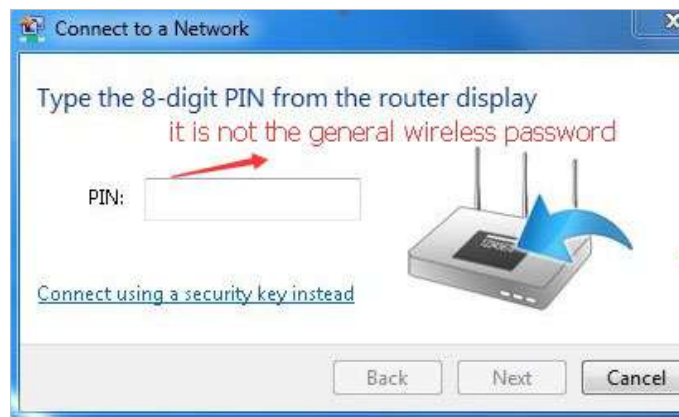 Connect to a Network
X
Type the 8-digit PIN from the router display
it is not the general wireless password
PIN:
Connect using a security key instead
Back
Next
Cancel